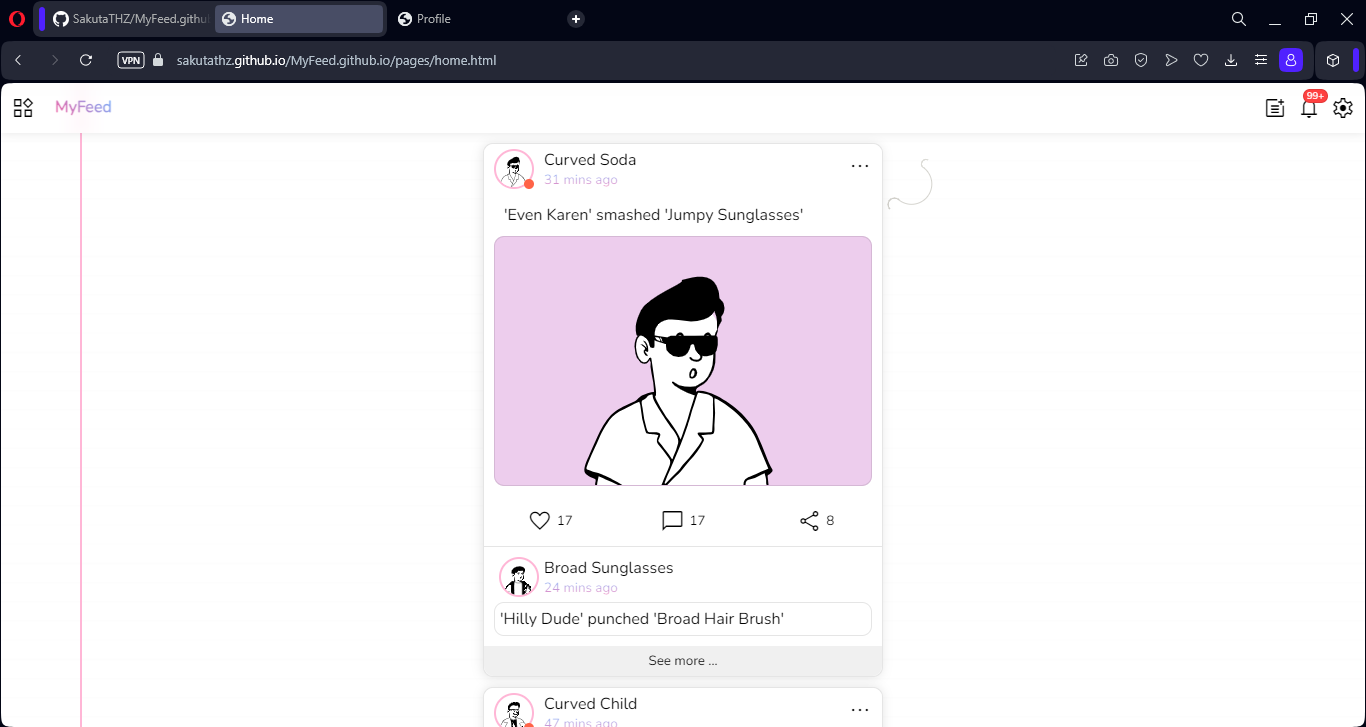 SakutaTHZ/MyFeed.githu
Home
Profile
VPN
sakutathz.github.io/MyFeed.github.io/pages/home.html
MyFeed
99+
Curved Soda
31 mins ago
'Even Karen' smashed 'Jumpy Sunglasses'
17
17
8
Broad Sunglasses
24 mins ago
'Hilly Dude' punched 'Broad Hair Brush'
See more ...
Curved Child
47 mins ago